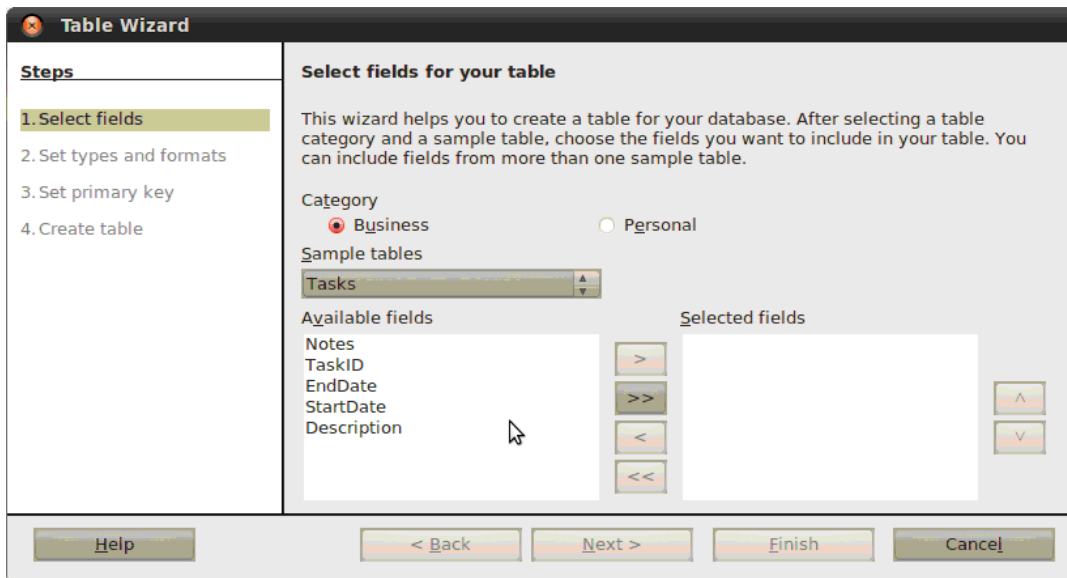 Table Wizard
Steps
1. Select fields
2. Set types and formats
3. Set primary key
4. Create table
Select fields for your table
This wizard helps you to create a table for your database. After selecting a table
category and a sample table, choose the fields you want to include in your table. You
can include fields from more than one sample table.
Category
Business
Personal
Sample tables
Tasks
Available fields
Notes
TaskID
EndDate
StartDate
Description
>
>>
<
<<
Selected fields
Help
< Back
Next >
Finish
Cancel